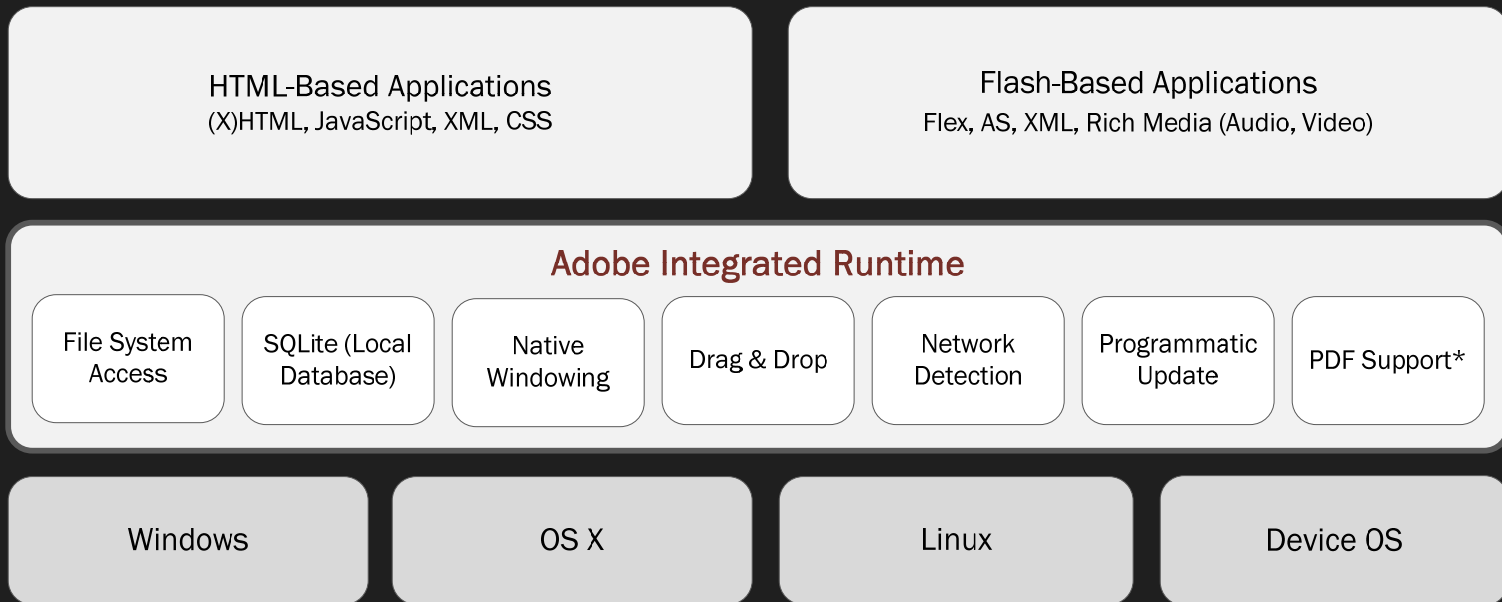 HTML-Based Applications
(X)HTML, JavaScript, XML, CSS
Flash-Based Applications
Flex, AS, XML, Rich Media (Audio, Video)
Adobe Integrated Runtime
File System
Access
SQLite (Local
Database)
Native
Windowing
Drag & Drop
Network
Detection
Programmatic
Update
PDF Support*
Windows
OS X
Linux
Device OS